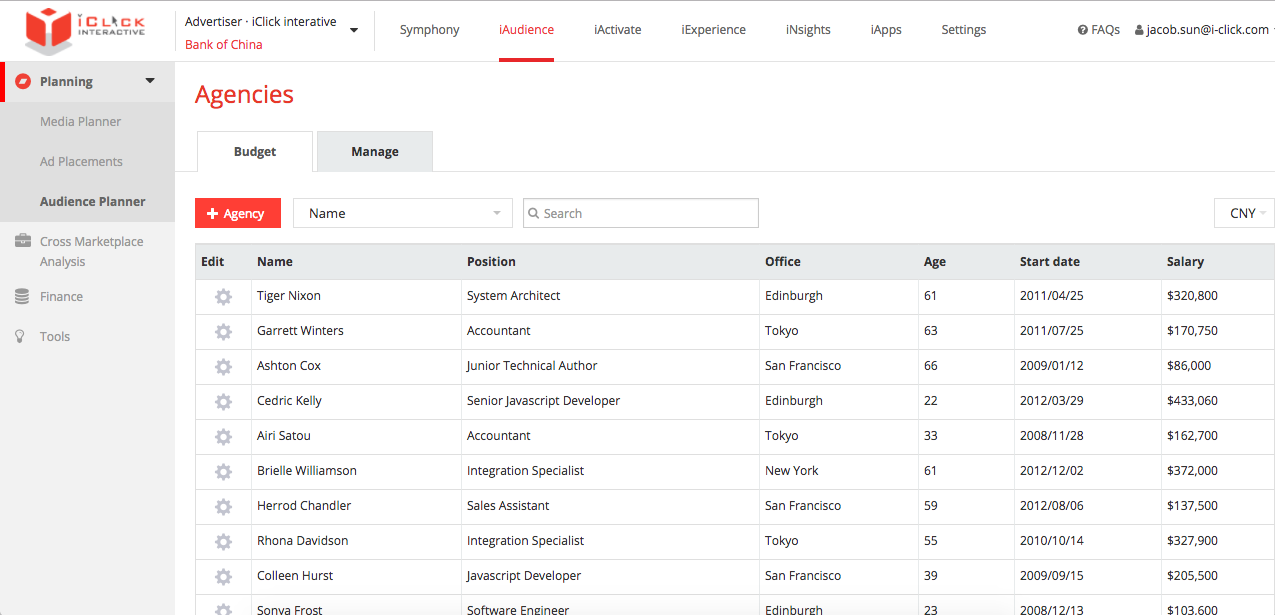 iCLICK
INTERACTIVE
Advertiser · iClick interative
Bank of China
Symphony
iAudience
iActivate
iExperience
iNsights
iApps
Settings
FAQs
jacob.sun@i-click.com
Planning
Media Planner
Ad Placements
Audience Planner
Cross Marketplace
Analysis
Finance
Tools
Agencies
Budget
Manage
+ Agency
Name
Search
CNY
Edit Name Position Office Age Start date Salary
Tiger Nixon System Architect Edinburgh 61 2011/04/25 $320,800
Garrett Winters Accountant Tokyo 63 2011/07/25 $170,750
Ashton Cox Junior Technical Author San Francisco 66 2009/01/12 $86,000
Cedric Kelly Senior Javascript Developer Edinburgh 22 2012/03/29 $433,060
Airi Satou Accountant Tokyo 33 2008/11/28 $162,700
Brielle Williamson Integration Specialist New York 61 2012/12/02 $372,000
Herrod Chandler Sales Assistant San Francisco 59 2012/08/06 $137,500
Rhona Davidson Integration Specialist Tokyo 55 2010/10/14 $327,900
Colleen Hurst Javascript Developer San Francisco 39 2009/09/15 $205,500
Sonya Frost Software Engineer Edinburgh 23 2008/12/13 $103,600